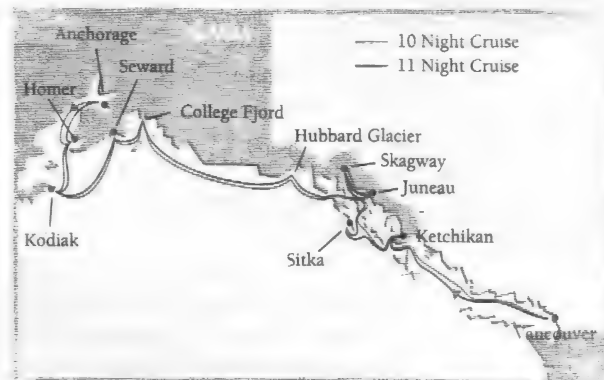 Anchorage
Seward
Homer
College Fjord
Kodiak
Hubbard Glacier
Skagway
Juneau
Sitka
Ketchikan
ancouver
10 Night Cruise
11 Night Cruise